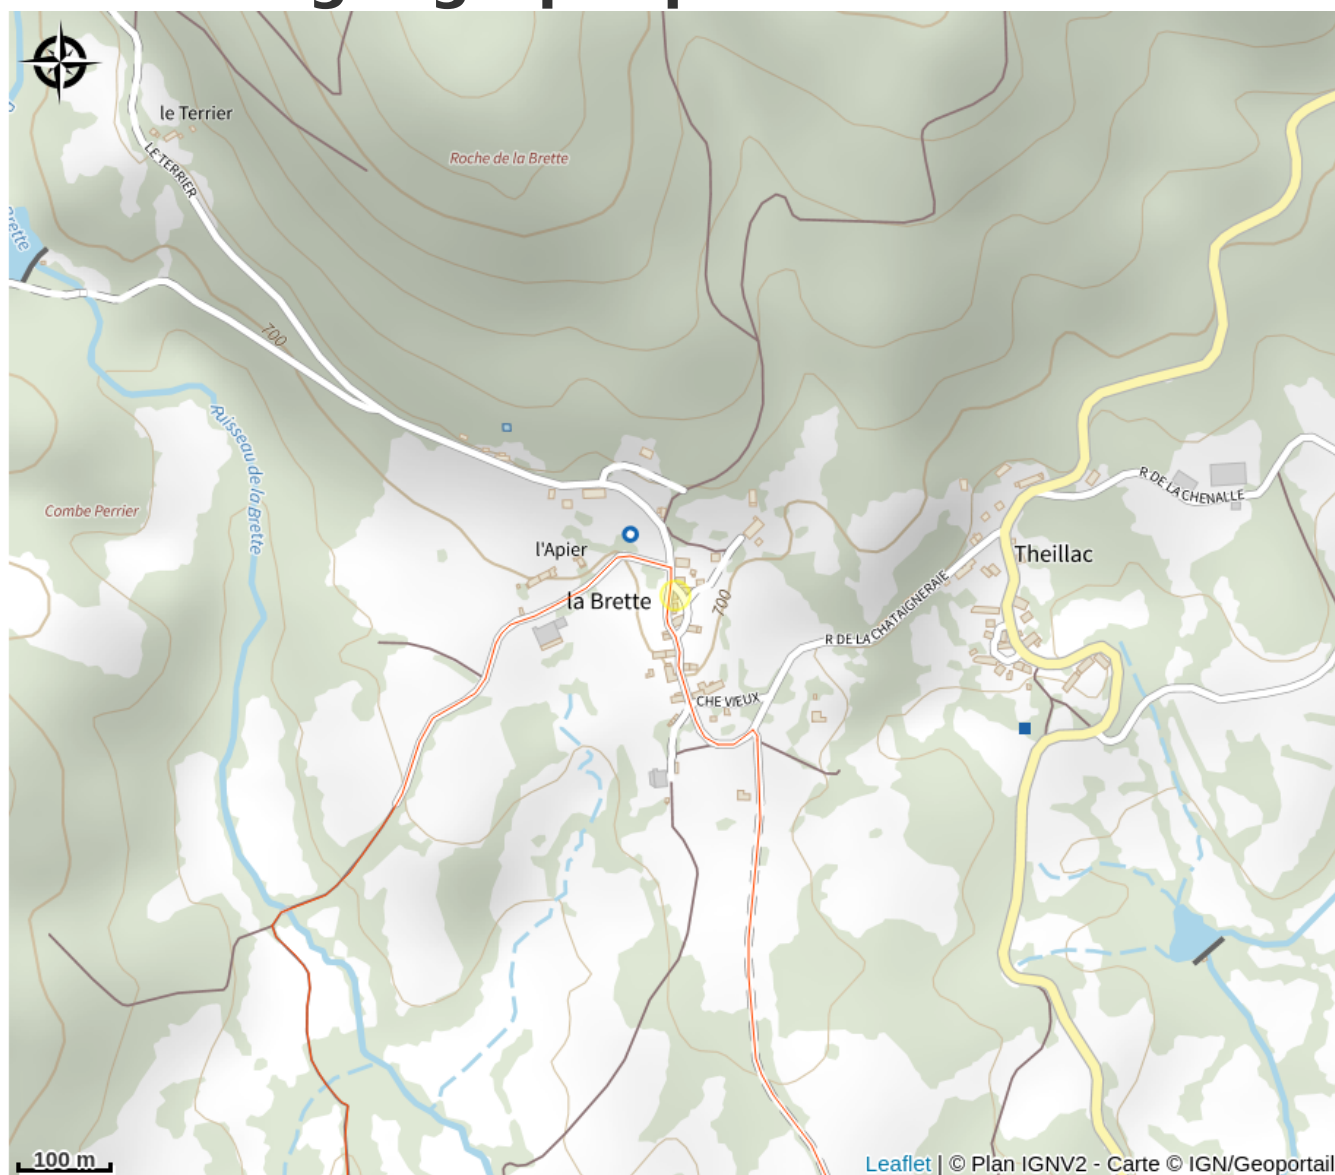 le Terrier
LE TERRIER
Roche de la Brette
Brette
700
Ruisseau de la Brette
Combe Perrier
R DE LA CHENALLE
l'Apier
Theillac
la Brette
700
R DE LA CHATAIGNERAIE
CHE VIEUX
100 m
Leaflet | © Plan IGNV2 - Carte © IGN/Geoportail